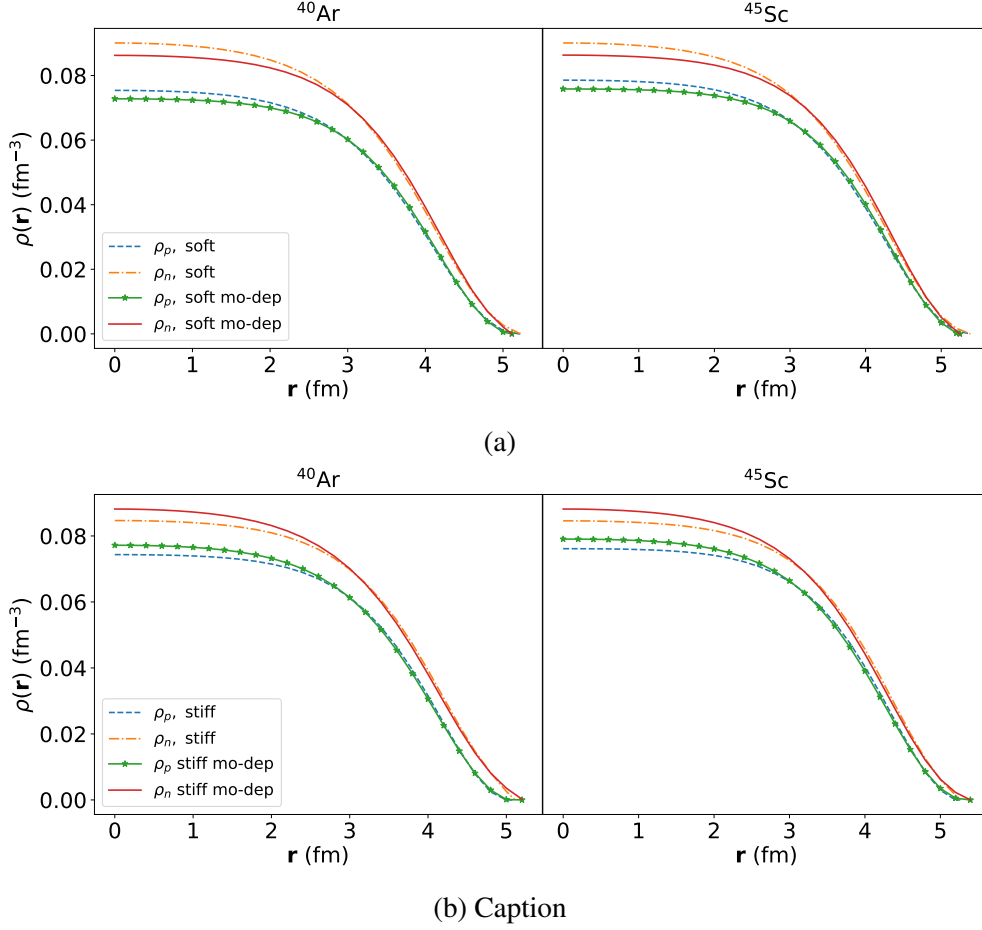 ⁴⁰Ar
⁴⁵Sc
ρ(r) (fm⁻³)
0.08
0.06
0.04
0.02
0.00
ρₚ, soft
ρₙ, soft
ρₚ, soft mo-dep
ρₙ, soft mo-dep
0 1 2 3 4 5
0 1 2 3 4 5
r (fm)
r (fm)
(a)
⁴⁰Ar
⁴⁵Sc
ρ(r) (fm⁻³)
0.08
0.06
0.04
0.02
0.00
ρₚ, stiff
ρₙ, stiff
ρₚ stiff mo-dep
ρₙ stiff mo-dep
0 1 2 3 4 5
0 1 2 3 4 5
r (fm)
r (fm)
(b) Caption